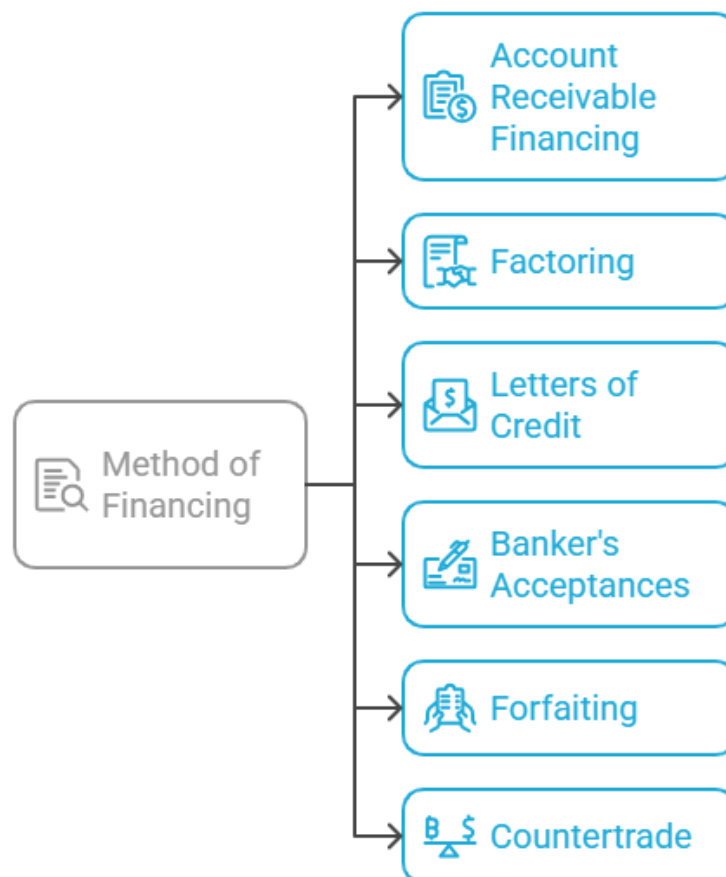 Account
Receivable
Financing
Factoring
Letters of
Credit
Method of
Financing
Banker's
Acceptances
Forfaiting
Countertrade